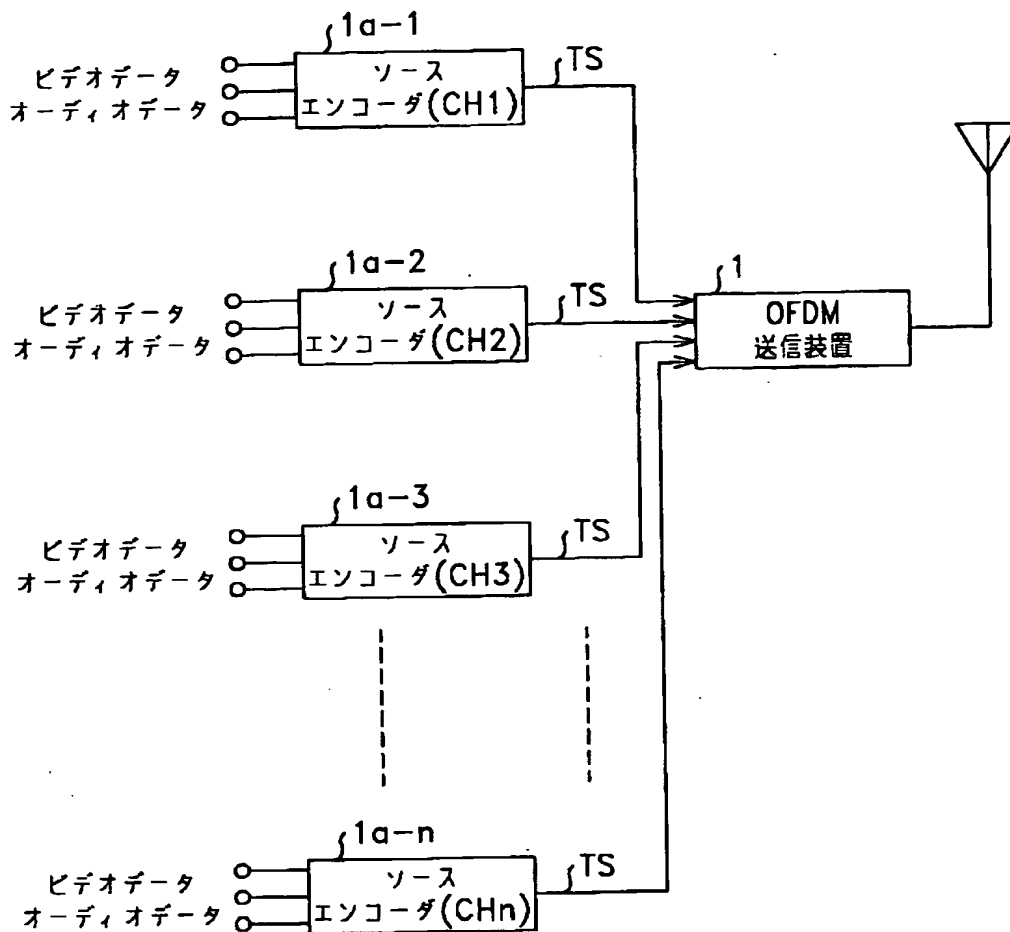 1a-1
ビデオデータ
オーディオデータ
ソース
エンコーダ(CH1)
TS
1a-2
ビデオデータ
オーディオデータ
ソース
エンコーダ(CH2)
TS
1
OFDM
送信装置
1a-3
ビデオデータ
オーディオデータ
ソース
エンコーダ(CH3)
TS
1a-n
ビデオデータ
オーディオデータ
ソース
エンコーダ(CHn)
TS